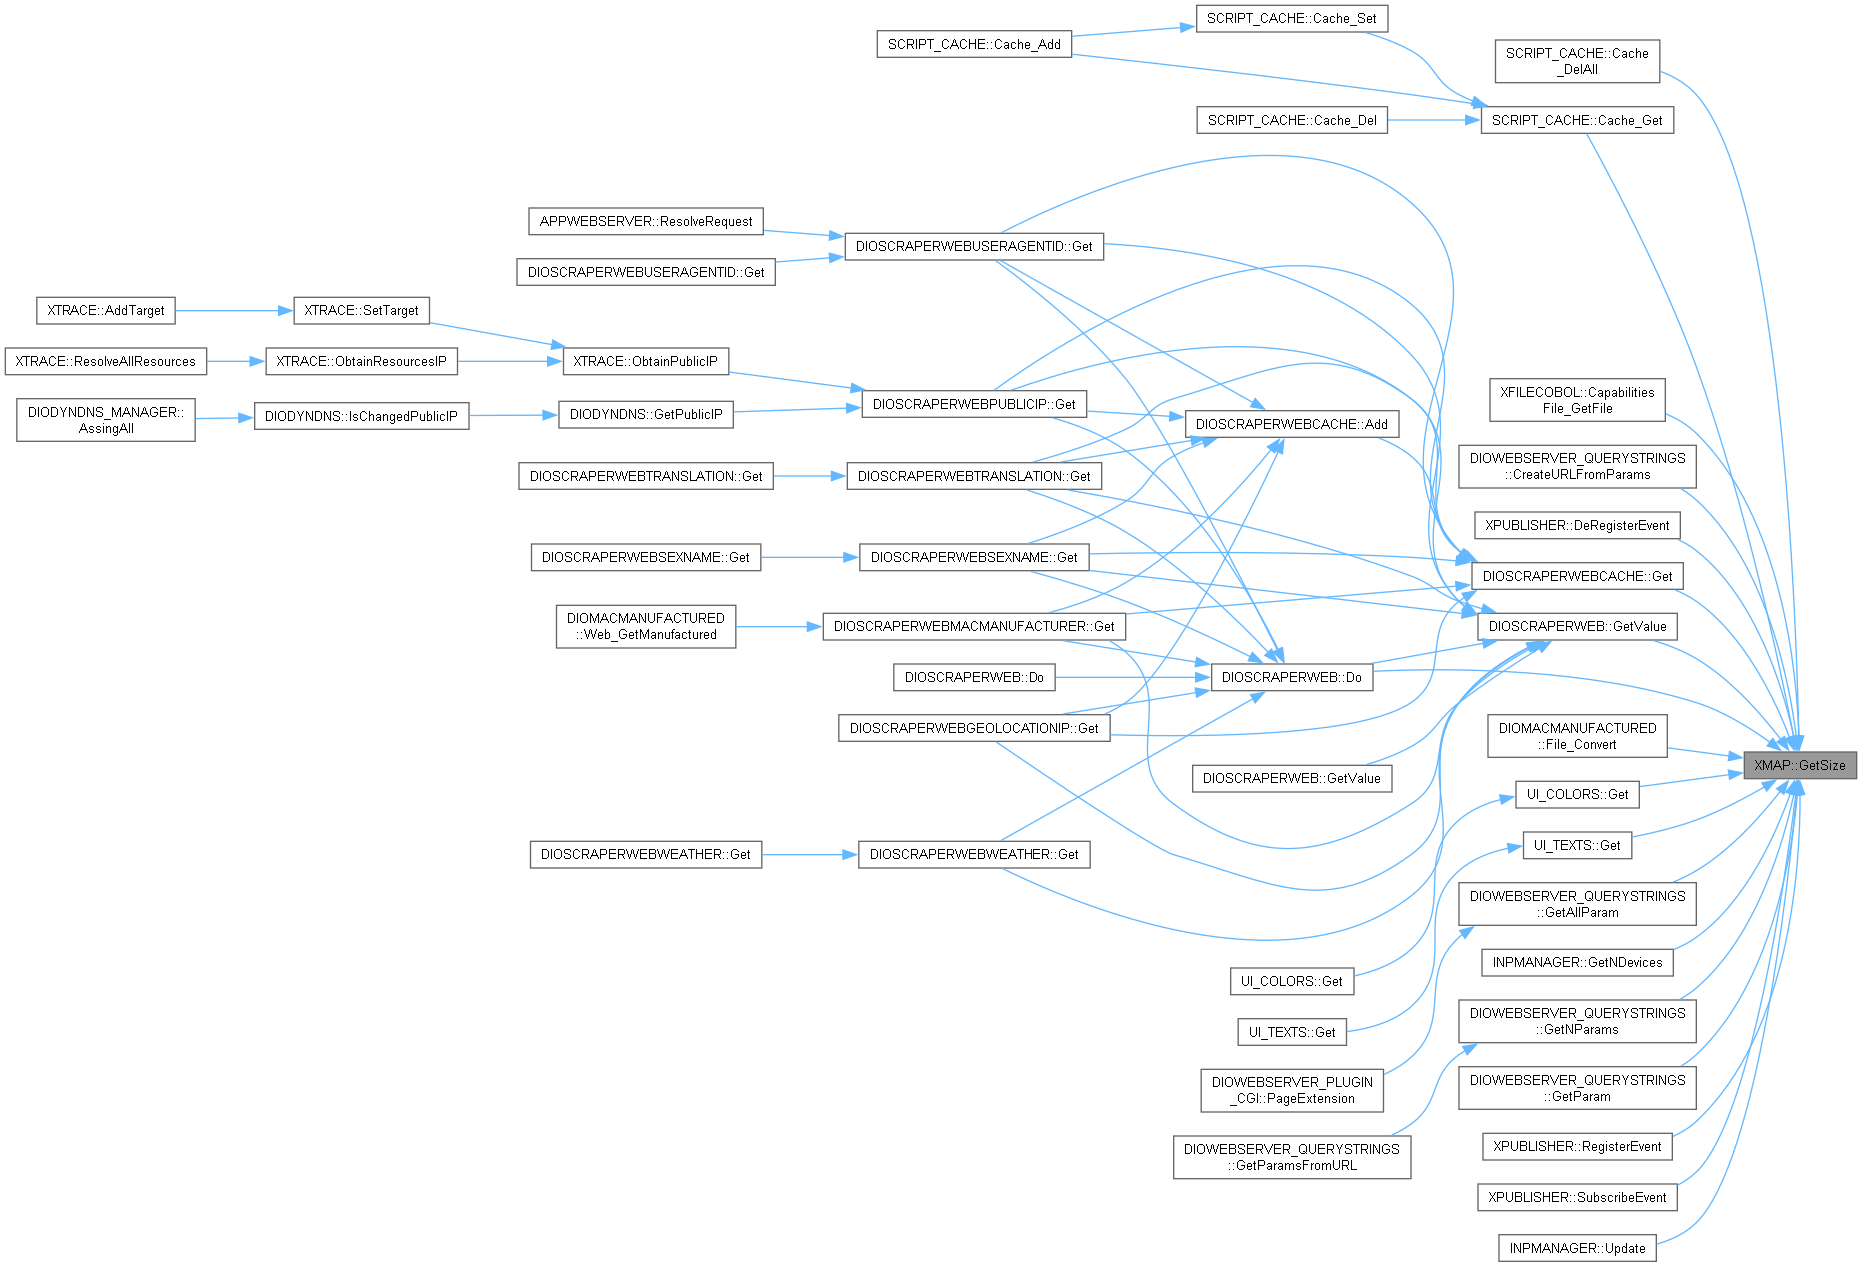 SCRIPT_CACHE::Cache_Set
SCRIPT_CACHE::Cache_Add
SCRIPT_CACHE::Cache
_DelAll
SCRIPT_CACHE::Cache_Del
SCRIPT_CACHE::Cache_Get
APPWEBSERVER::ResolveRequest
DIOSCRAPERWEBUSERAGENTID::Get
DIOSCRAPERWEBUSERAGENTID::Get
XTRACE::AddTarget
XTRACE::SetTarget
XTRACE::ResolveAllResources
XTRACE::ObtainResourcesIP
XTRACE::ObtainPublicIP
DIODYNDNS_MANAGER::
AssingAll
DIODYNDNS::IsChangedPublicIP
DIODYNDNS::GetPublicIP
DIOSCRAPERWEBPUBLICIP::Get
DIOSCRAPERWEBCACHE::Add
XFILECOBOL::Capabilities
File_GetFile
DIOSCRAPERWEBTRANSLATION::Get
DIOSCRAPERWEBTRANSLATION::Get
DIOWEBSERVER_QUERYSTRINGS
::CreateURLFromParams
XPUBLISHER::DeRegisterEvent
DIOSCRAPERWEBSEXNAME::Get
DIOSCRAPERWEBSEXNAME::Get
DIOSCRAPERWEBCACHE::Get
DIOMACMANUFACTURED
::Web_GetManufactured
DIOSCRAPERWEBMACMANUFACTURER::Get
DIOSCRAPERWEB::GetValue
DIOSCRAPERWEB::Do
DIOSCRAPERWEB::Do
DIOSCRAPERWEBGEOLOCATIONIP::Get
DIOMACMANUFACTURED
::File_Convert
XMAP::GetSize
DIOSCRAPERWEB::GetValue
UI_COLORS::Get
UI_TEXTS::Get
DIOSCRAPERWEBWEATHER::Get
DIOSCRAPERWEBWEATHER::Get
DIOWEBSERVER_QUERYSTRINGS
::GetAllParam
INPMANAGER::GetNDevices
UI_COLORS::Get
DIOWEBSERVER_QUERYSTRINGS
::GetNParams
UI_TEXTS::Get
DIOWEBSERVER_PLUGIN
_CGI::PageExtension
DIOWEBSERVER_QUERYSTRINGS
::GetParam
DIOWEBSERVER_QUERYSTRINGS
::GetParamsFromURL
XPUBLISHER::RegisterEvent
XPUBLISHER::SubscribeEvent
INPMANAGER::Update